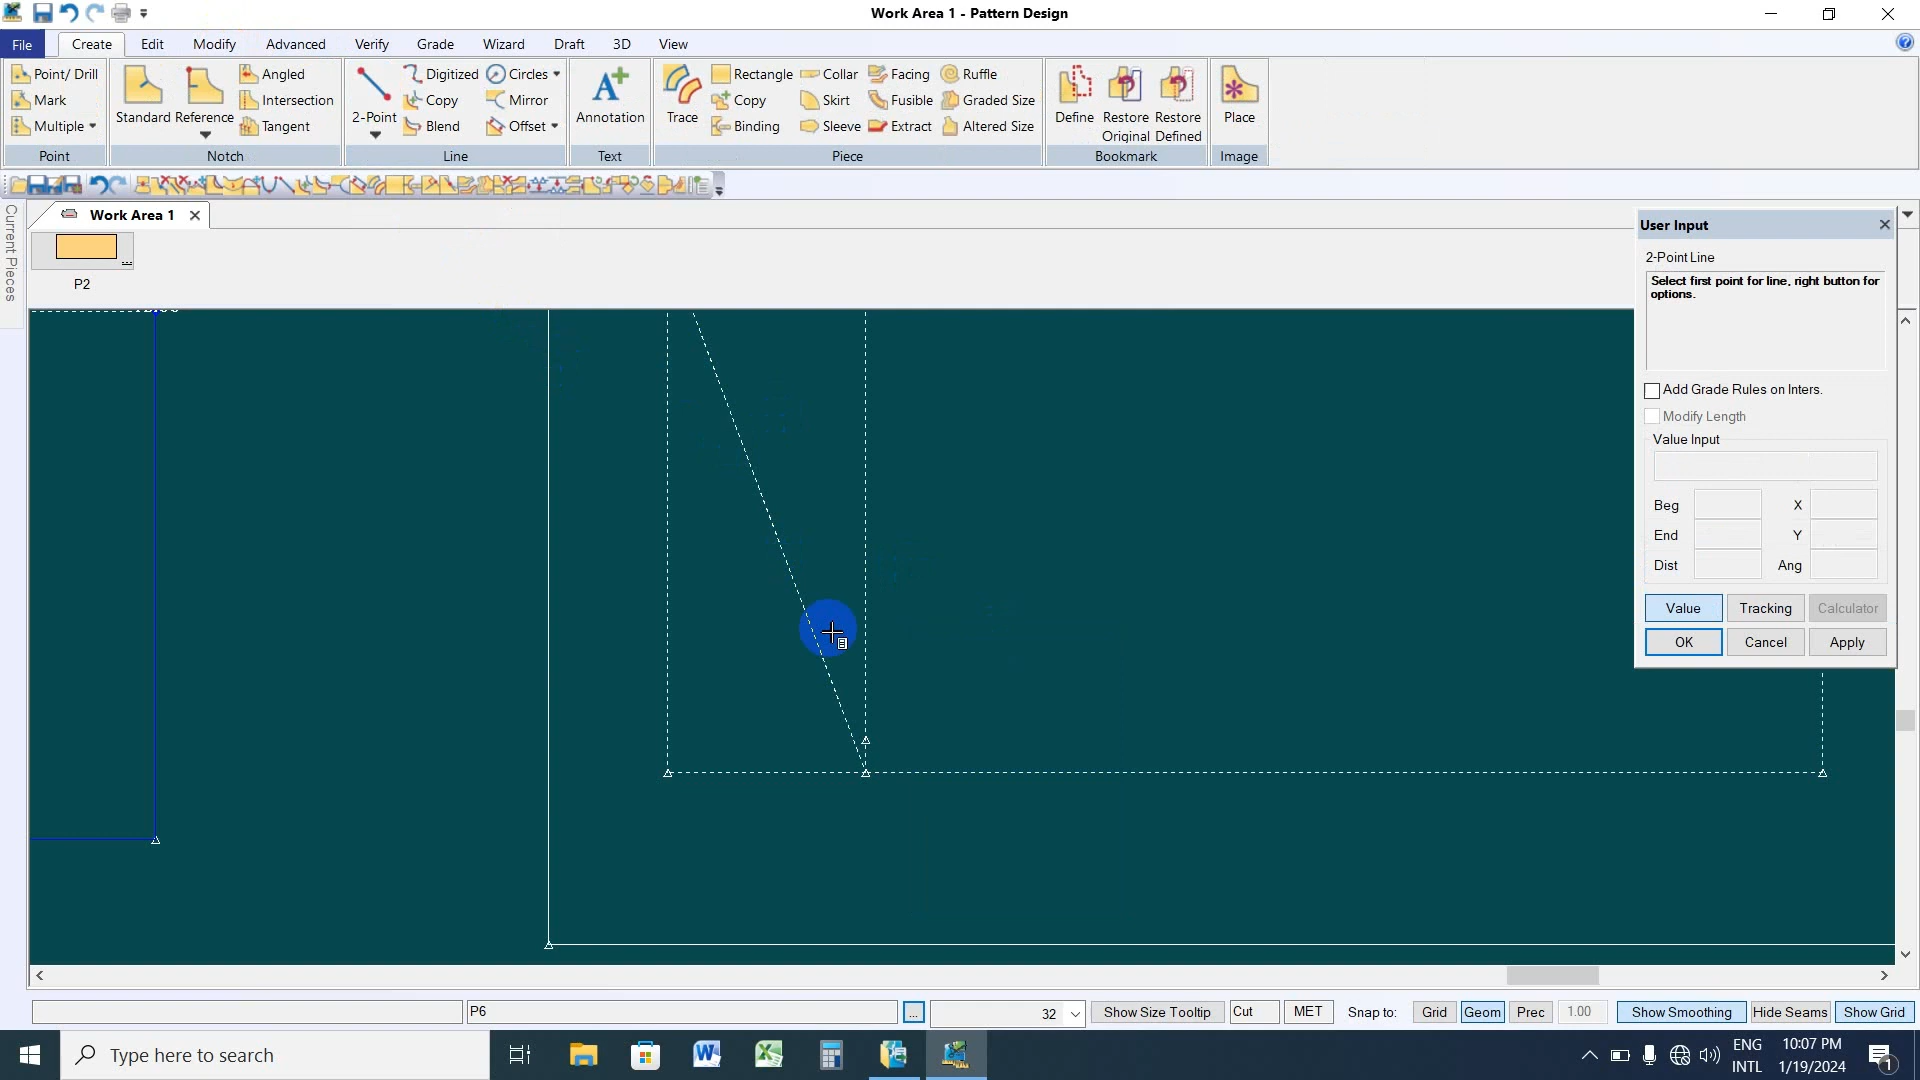 Work Area 1 - Pattern Design
File Create Edit Modify Advanced Verify Grade Wizard Draft 3D View
Point/ Drill
Mark
Multiple
Point
Standard
Reference
Angled
Intersection
Tangent
Notch
2-Point
Digitized
Copy
Blend
Circles
Mirror
Offset
Line
Annotation
Text
Trace
Rectangle
Copy
Binding
Collar
Skirt
Sleeve
Facing
Fusible
Extract
Ruffle
Graded Size
Altered Size
Piece
Define
Restore
Original
Restore
Defined
Bookmark
Place
Image
Current Pieces
Work Area 1
P2
User Input
2-Point Line
Select first point for line, right button for
options.
Add Grade Rules on Inters.
Modify Length
Value Input
Beg X
End Y
Dist Ang
Value Tracking Calculator
OK Cancel Apply
P6 ... 32 Show Size Tooltip Cut MET Snap to: Grid Geom Prec 1.00 Show Smoothing Hide Seams Show Grid
Type here to search
ENG
INTL
10:07 PM
1/19/2024
1